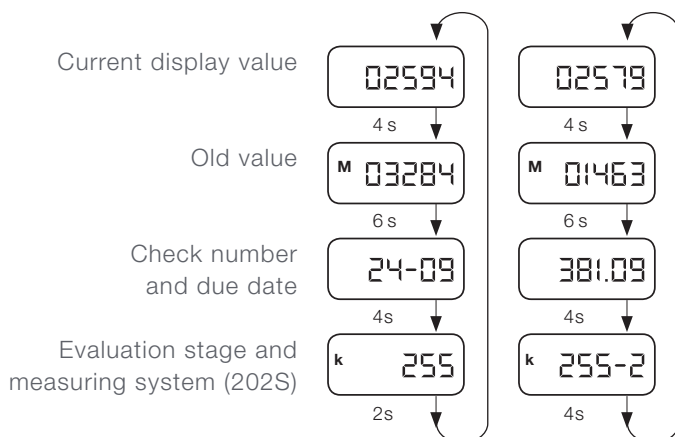 Current display value
02594
02579
4 s
4 s
Old value
M 03284
M 01463
6 s
6 s
Check number
and due date
24-09
381.09
4s
4s
Evaluation stage and
measuring system (202S)
k 255
k 255-2
2s
4s